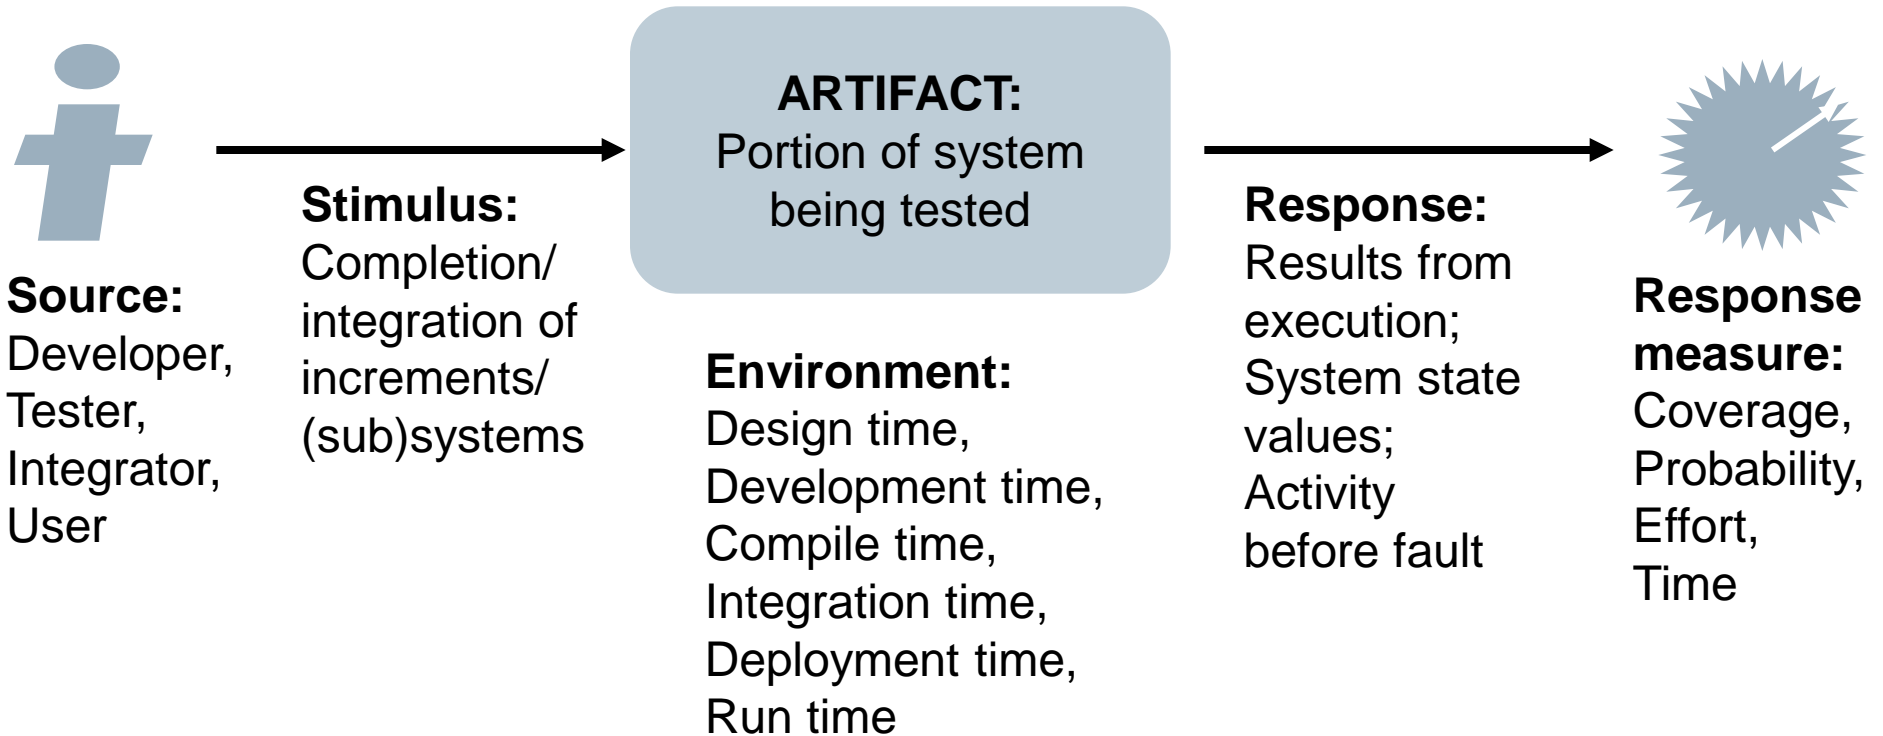 Source:
Developer,
Tester,
Integrator,
User
Stimulus:
Completion/
integration of
increments/
(sub)systems
ARTIFACT:
Portion of system
being tested
Environment:
Design time,
Development time,
Compile time,
Integration time,
Deployment time,
Run time
Response:
Results from
execution;
System state
values;
Activity
before fault
Response
measure:
Coverage,
Probability,
Effort,
Time